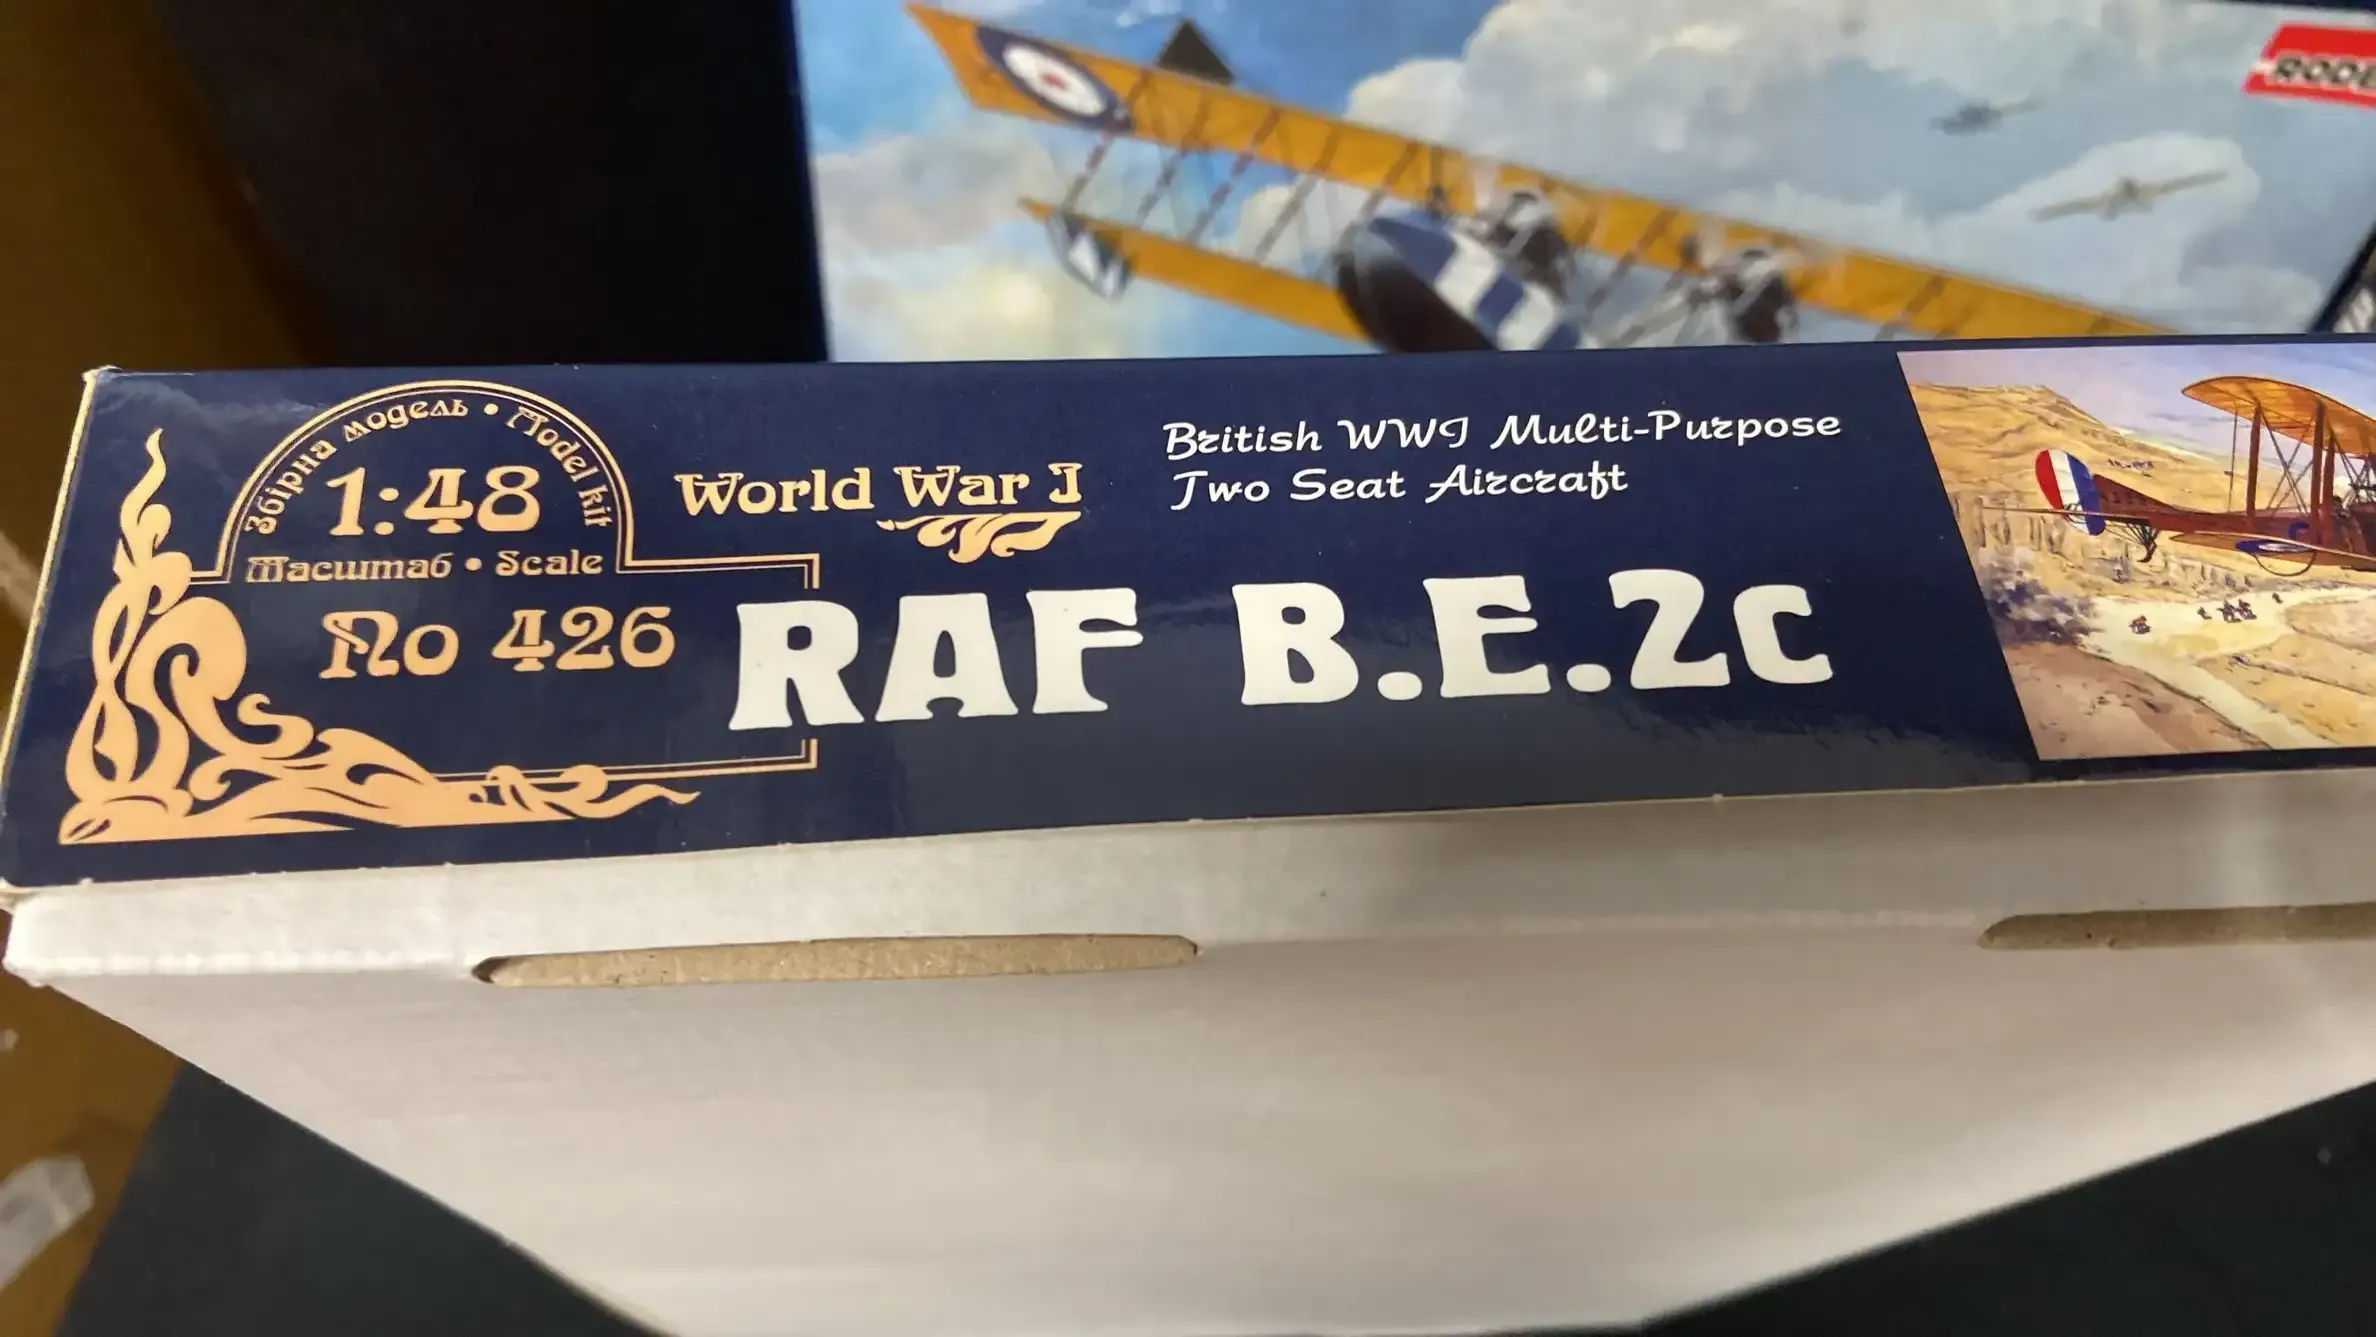 RODE
Збірна модель • Model kit
1:48
Масштаб • Scale
No 426
World War I
British WWI Multi-Purpose
Two Seat Aircraft
RAF B.E.2c